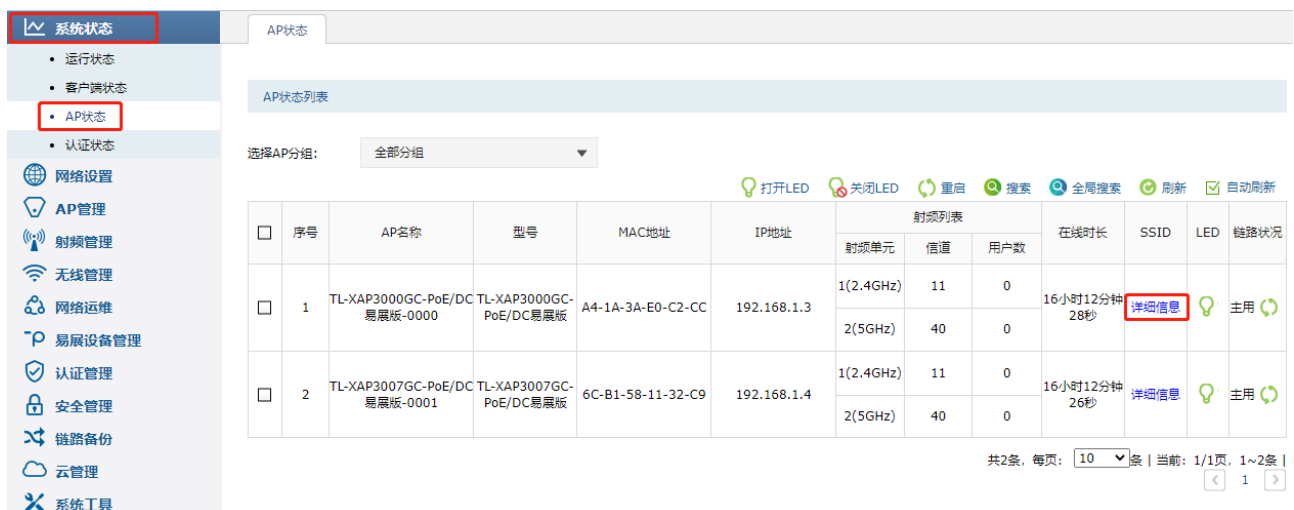 系统状态
运行状态
客户端状态
AP状态
认证状态
网络设置
AP管理
射频管理
无线管理
网络运维
易展设备管理
认证管理
安全管理
链路备份
云管理
系统工具
AP状态
AP状态列表
选择AP分组: 全部分组
打开LED 关闭LED 重启 搜索 全局搜索 刷新 自动刷新
序号 AP名称 型号 MAC地址 IP地址 射频列表 在线时长 SSID LED 链路状况
射频单元 信道 用户数
1 TL-XAP3000GC-PoE/DC易展版-0000 TL-XAP3000GC-PoE/DC易展版 A4-1A-3A-E0-C2-CC 192.168.1.3 1(2.4GHz) 11 0 16小时12分钟28秒 详细信息 主用
2(5GHz) 40 0
2 TL-XAP3007GC-PoE/DC易展版-0001 TL-XAP3007GC-PoE/DC易展版 6C-B1-58-11-32-C9 192.168.1.4 1(2.4GHz) 11 0 16小时12分钟26秒 详细信息 主用
2(5GHz) 40 0
共2条, 每页: 10 条 | 当前: 1/1页, 1~2条 |
< 1 >